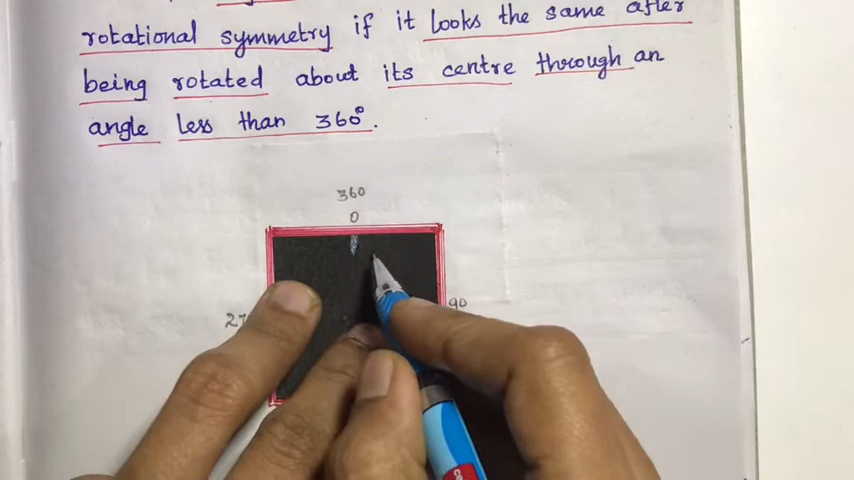 rotational symmetry if it looks the same after
being rotated about its centre through an
angle less than 360°.
360
0
90